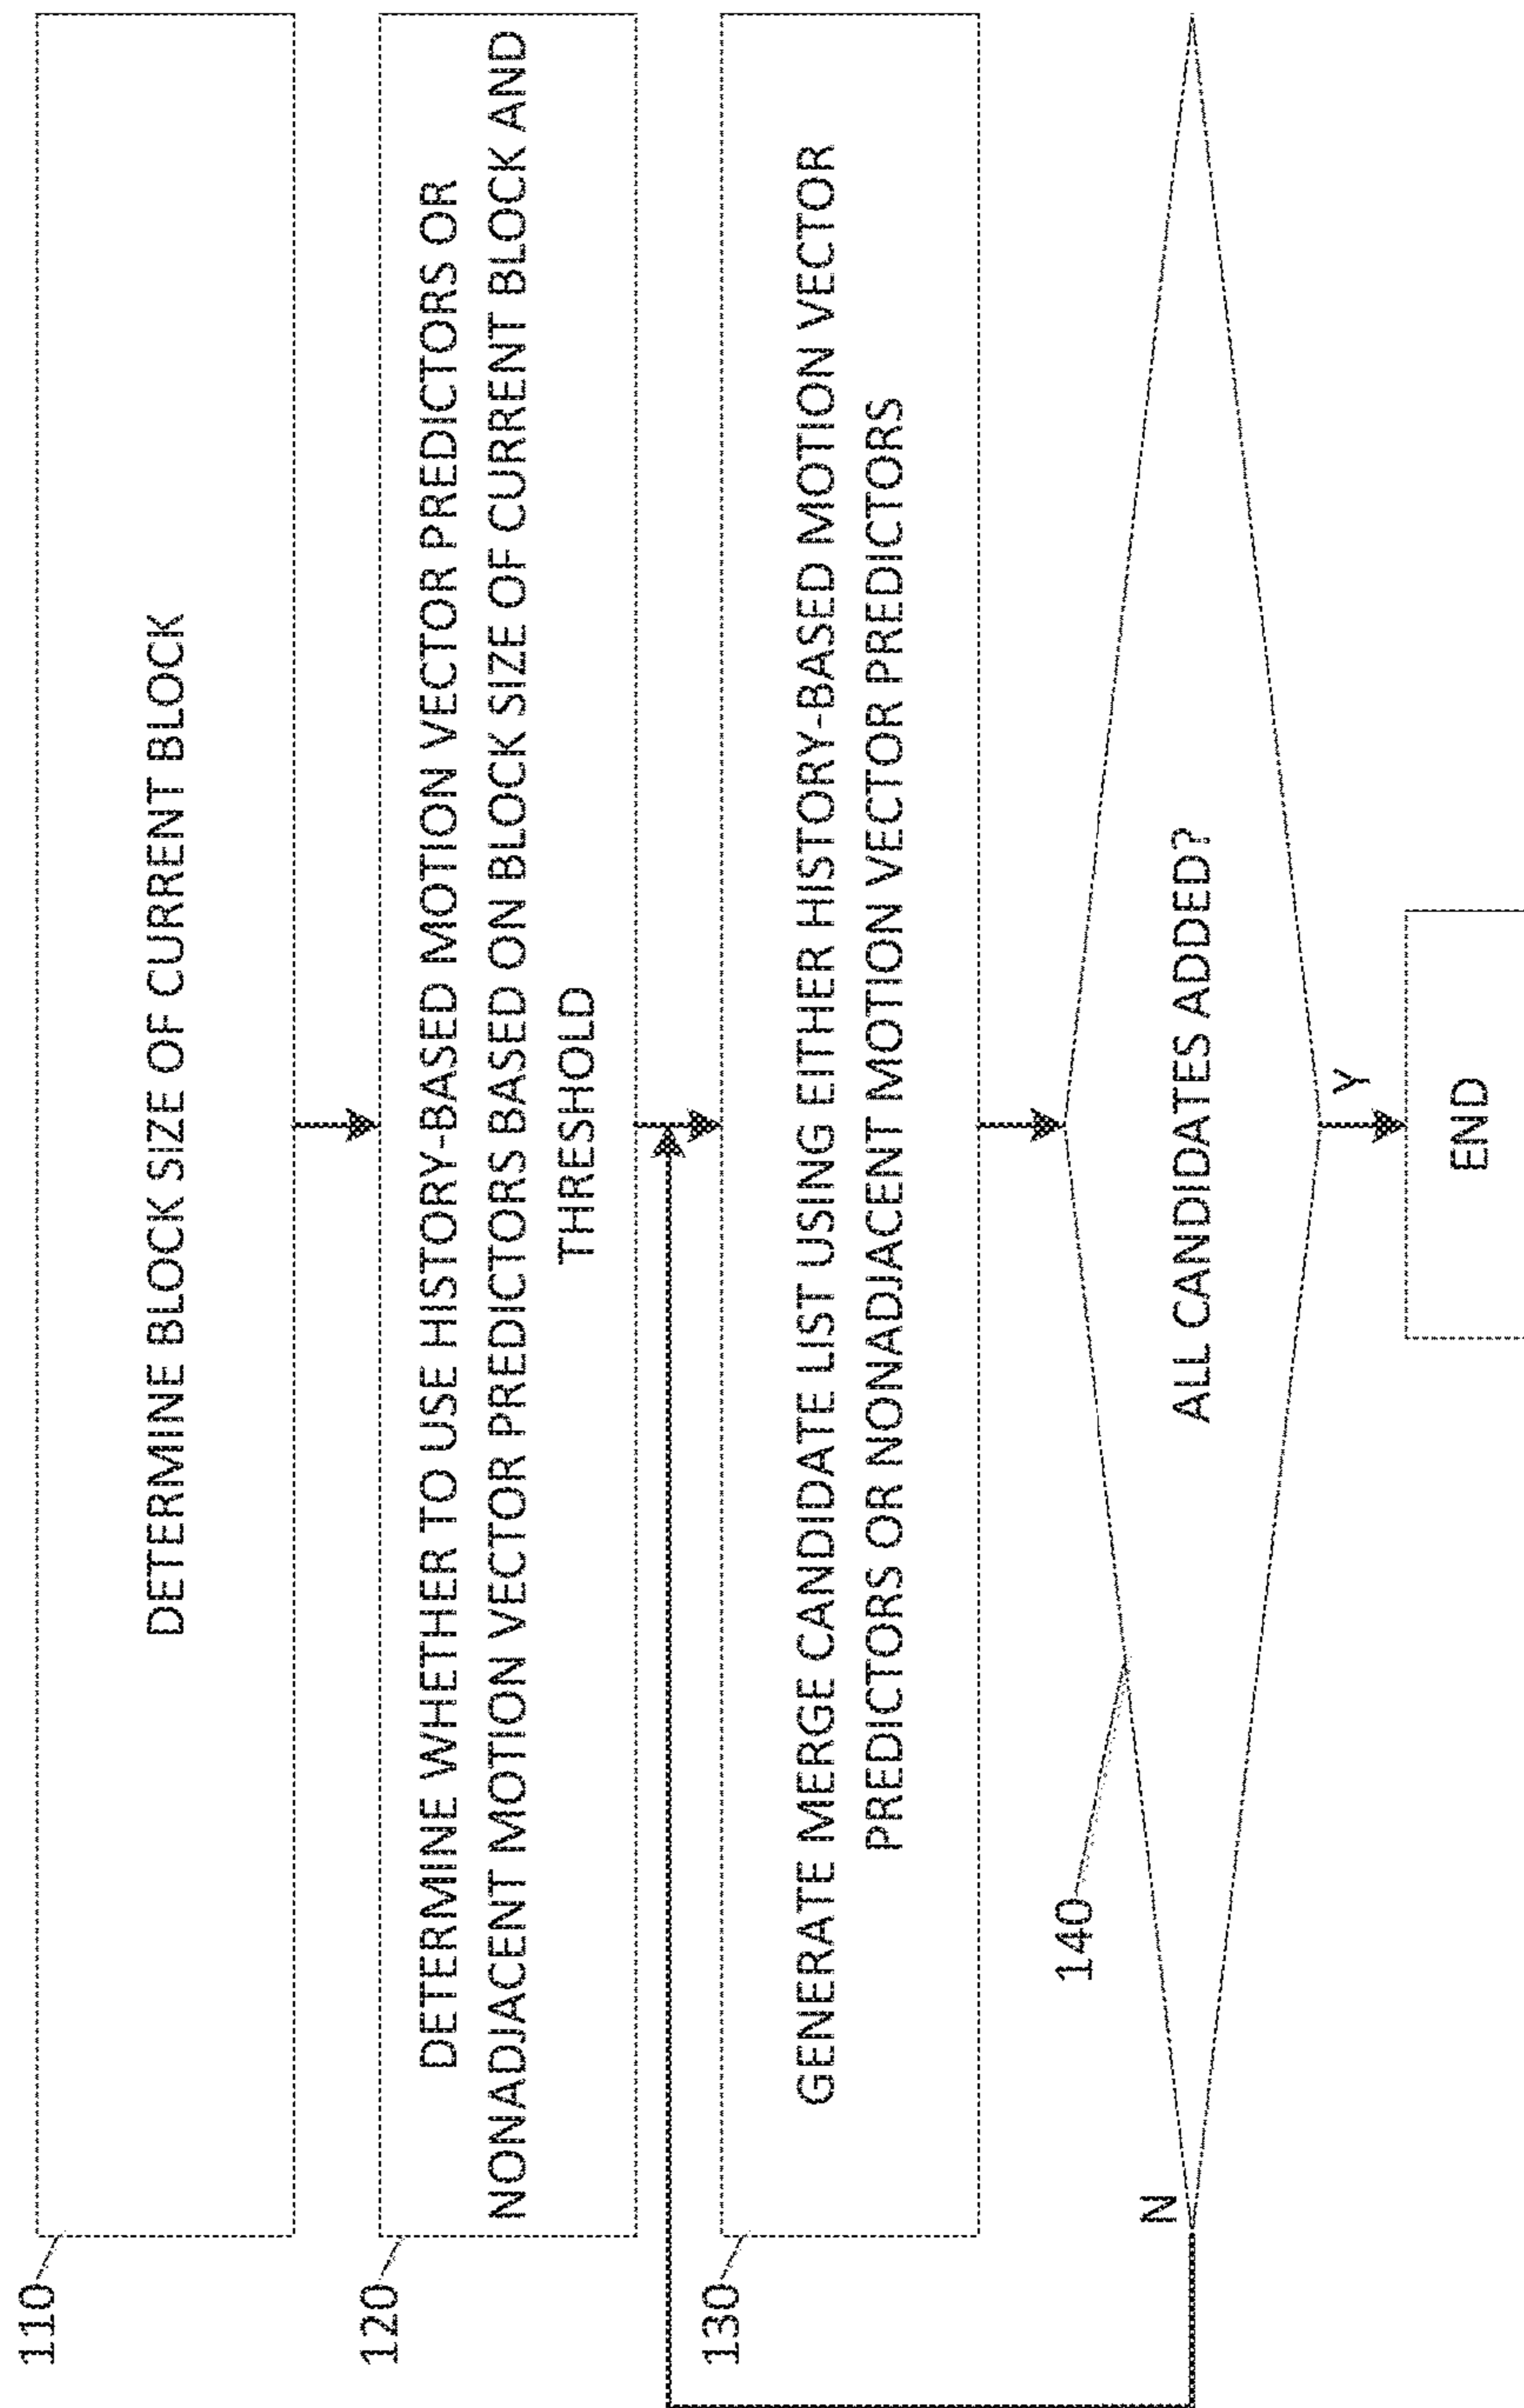 110
DETERMINE BLOCK SIZE OF CURRENT BLOCK
120
DETERMINE WHETHER TO USE HISTORY-BASED MOTION VECTOR PREDICTORS OR
NONADJACENT MOTION VECTOR PREDICTORS BASED ON BLOCK SIZE OF CURRENT BLOCK AND
THRESHOLD
130
GENERATE MERGE CANDIDATE LIST USING EITHER HISTORY-BASED MOTION VECTOR
PREDICTORS OR NONADJACENT MOTION VECTOR PREDICTORS
140
N
ALL CANDIDATES ADDED?
Y
END